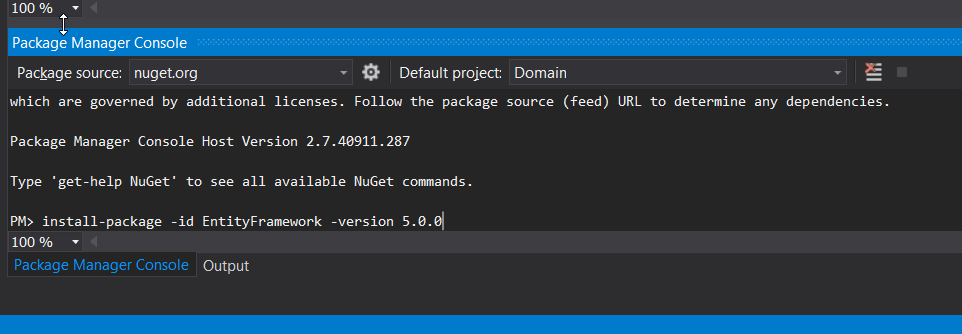 100 %
Package Manager Console
Package source: nuget.org Default project: Domain
which are governed by additional licenses. Follow the package source (feed) URL to determine any dependencies.
Package Manager Console Host Version 2.7.40911.287
Type 'get-help NuGet' to see all available NuGet commands.
PM> install-package -id EntityFramework -version 5.0.0
100 %
Package Manager Console Output